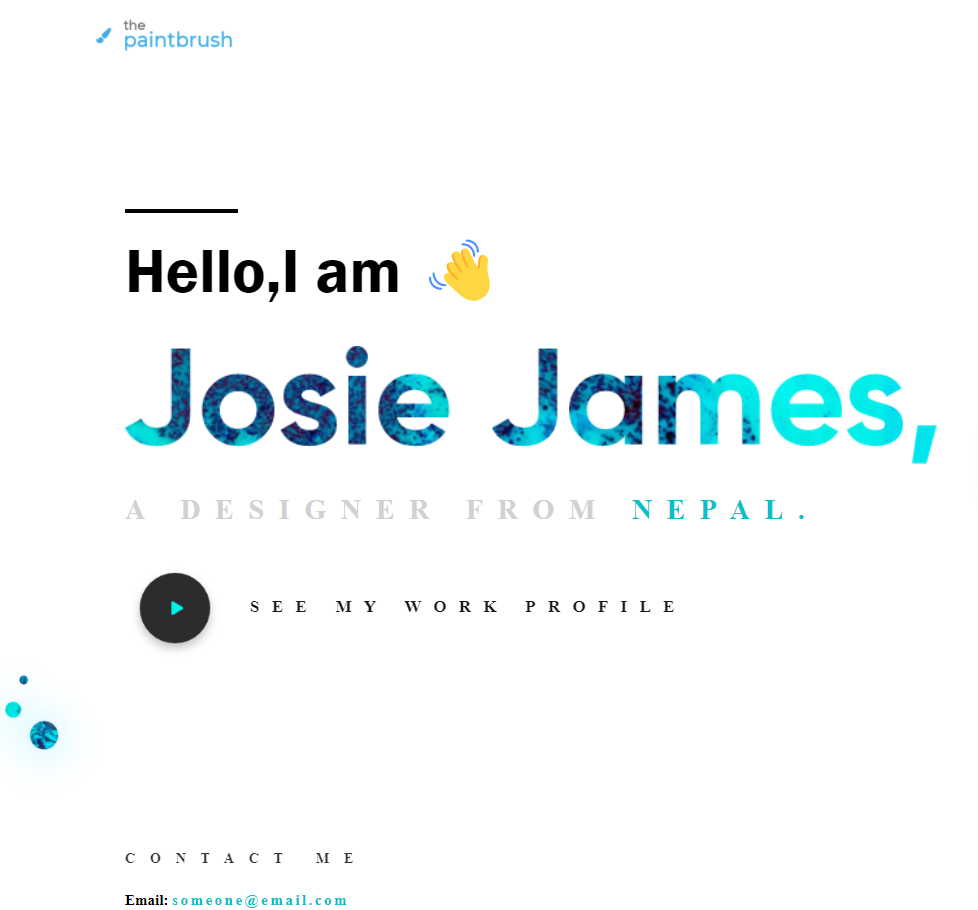 the
paintbrush
Hello,I am
Josie James,
A DESIGNER FROM NEPAL.
SEE MY WORK PROFILE
CONTACT ME
Email: someone@email.com